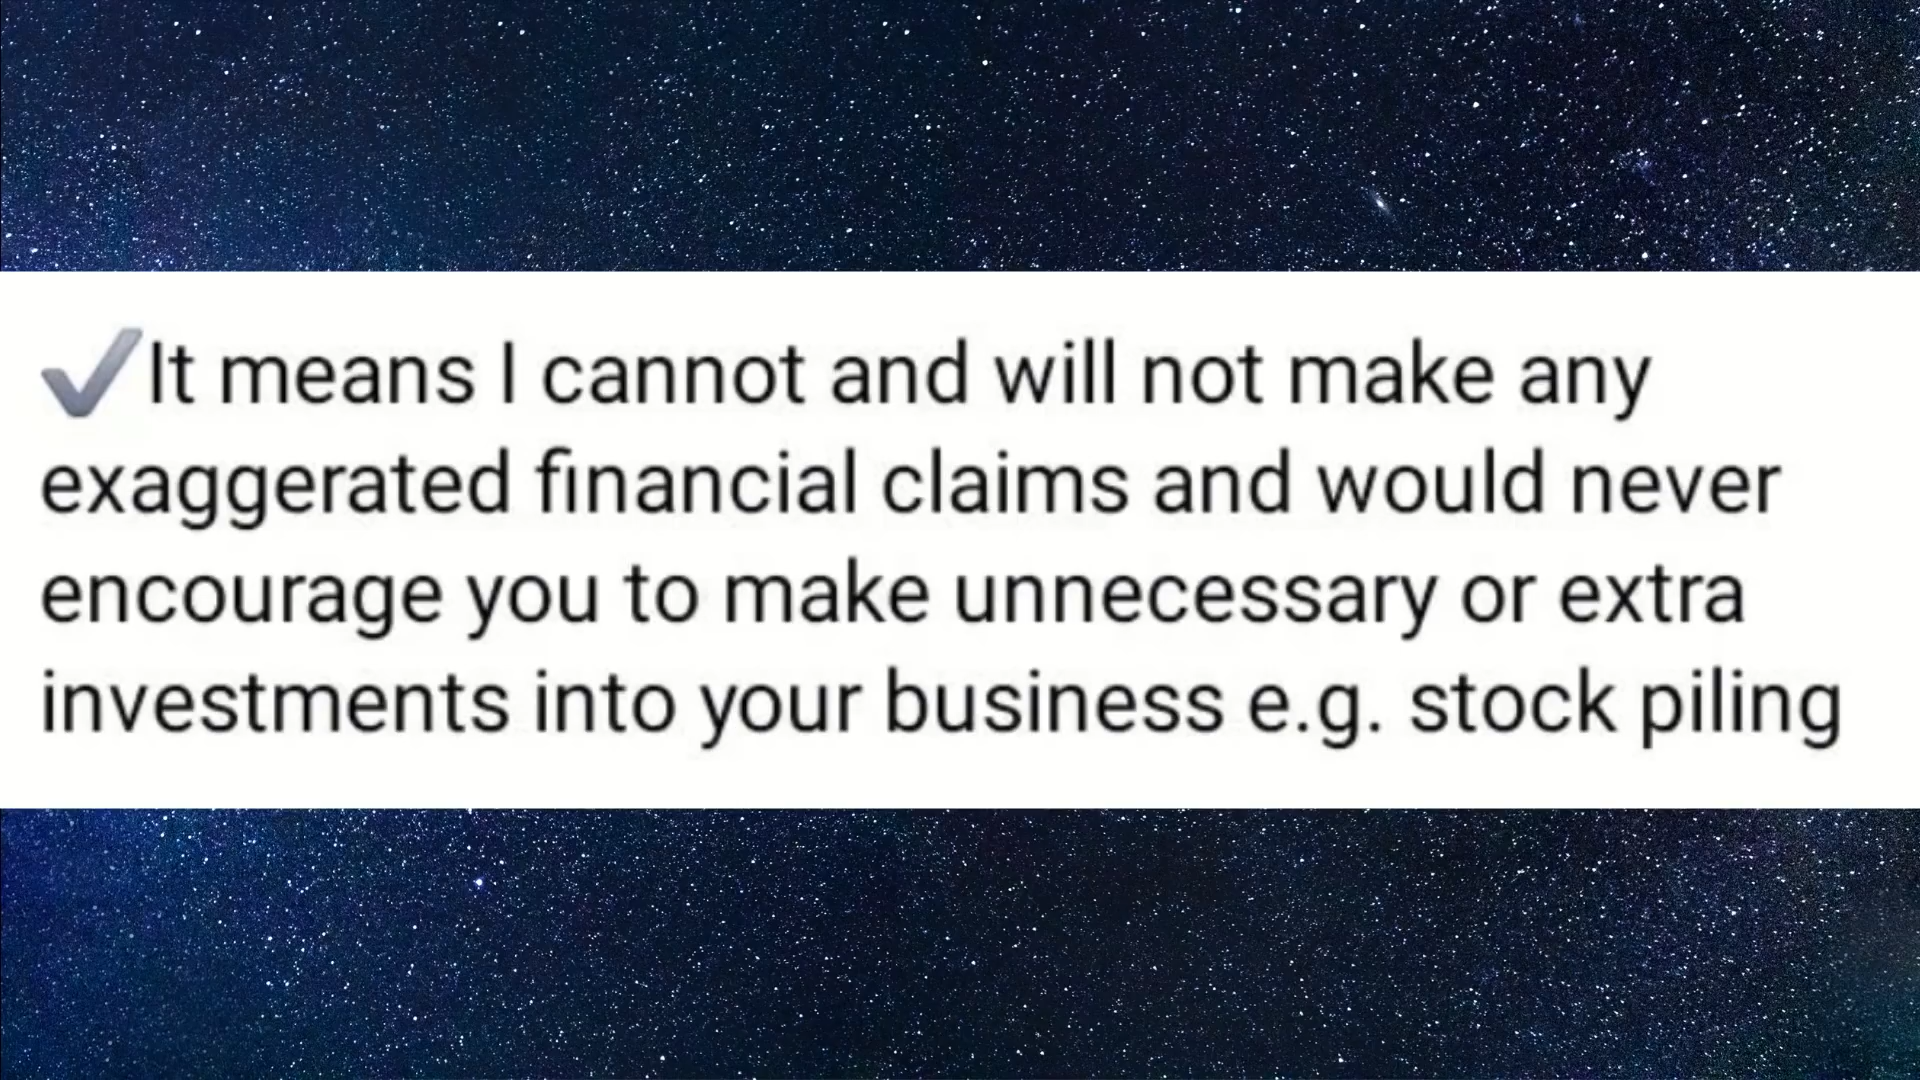 ✔It means I cannot and will not make any
exaggerated financial claims and would never
encourage you to make unnecessary or extra
investments into your business e.g. stock piling